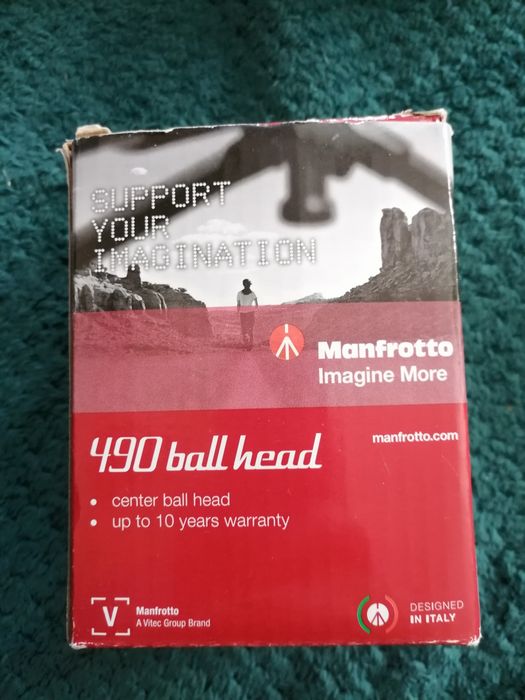 SUPPORT
YOUR
IMAGINATION
Manfrotto
Imagine More
490 ball head
manfrotto.com
• center ball head
• up to 10 years warranty
V
Manfrotto
A Vitec Group Brand
DESIGNED
IN ITALY